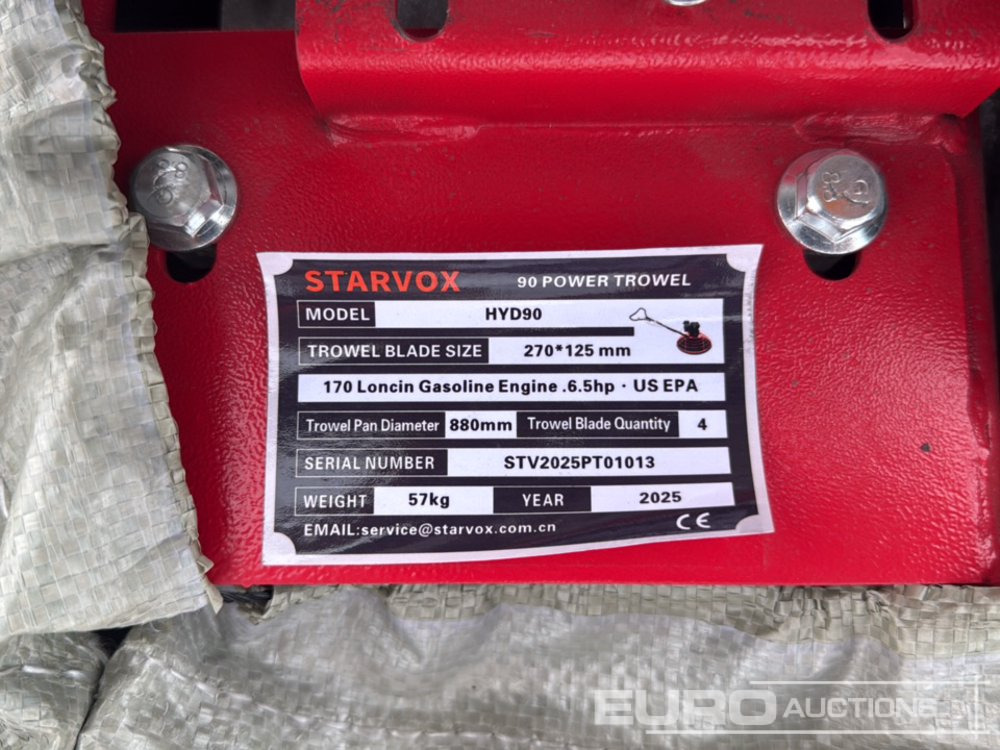 STARVOX 90 POWER TROWEL
MODEL HYD90
TROWEL BLADE SIZE 270*125 mm
170 Loncin Gasoline Engine .6.5hp · US EPA
Trowel Pan Diameter 880mm Trowel Blade Quantity 4
SERIAL NUMBER STV2025PT01013
WEIGHT 57kg YEAR 2025
EMAIL:service@starvox.com.cn CE
EURO AUCTIONS